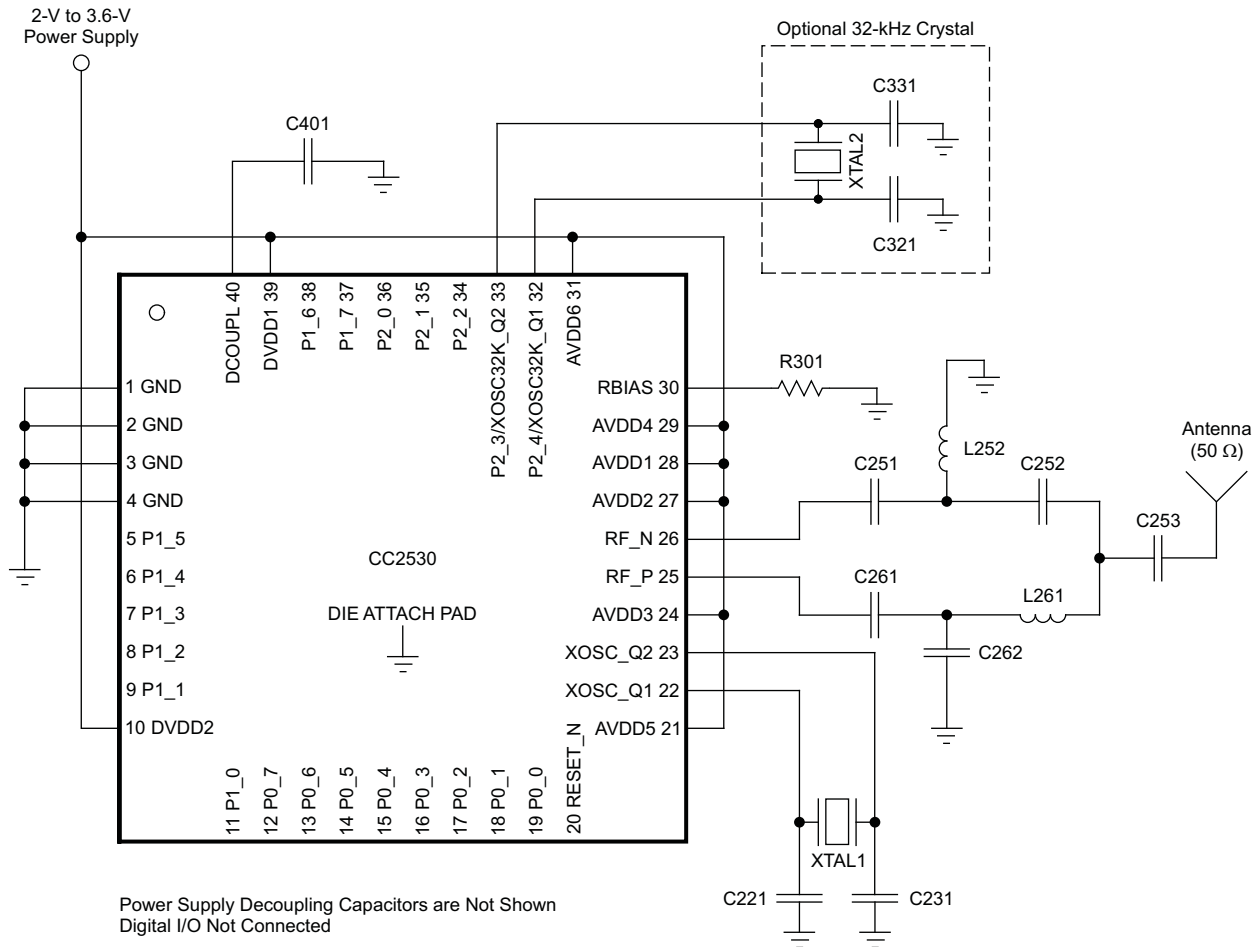 2-V to 3.6-V
Power Supply
Optional 32-kHz Crystal
C331
C401
XTAL2
C321
DCOUPL 40
DVDD1 39
P1_6 38
P1_7 37
P2_0 36
P2_1 35
P2_2 34
P2_3/XOSC32K_Q2 33
P2_4/XOSC32K_Q1 32
AVDD6 31
1 GND
2 GND
3 GND
4 GND
5 P1_5
6 P1_4
7 P1_3
8 P1_2
9 P1_1
10 DVDD2
CC2530
DIE ATTACH PAD
RBIAS 30
AVDD4 29
AVDD1 28
AVDD2 27
RF_N 26
RF_P 25
AVDD3 24
XOSC_Q2 23
XOSC_Q1 22
AVDD5 21
R301
L252
C251
C252
Antenna
(50 Ω)
C253
C261
L261
C262
11 P1_0
12 P0_7
13 P0_6
14 P0_5
15 P0_4
16 P0_3
17 P0_2
18 P0_1
19 P0_0
20 RESET_N
XTAL1
C221
C231
Power Supply Decoupling Capacitors are Not Shown
Digital I/O Not Connected